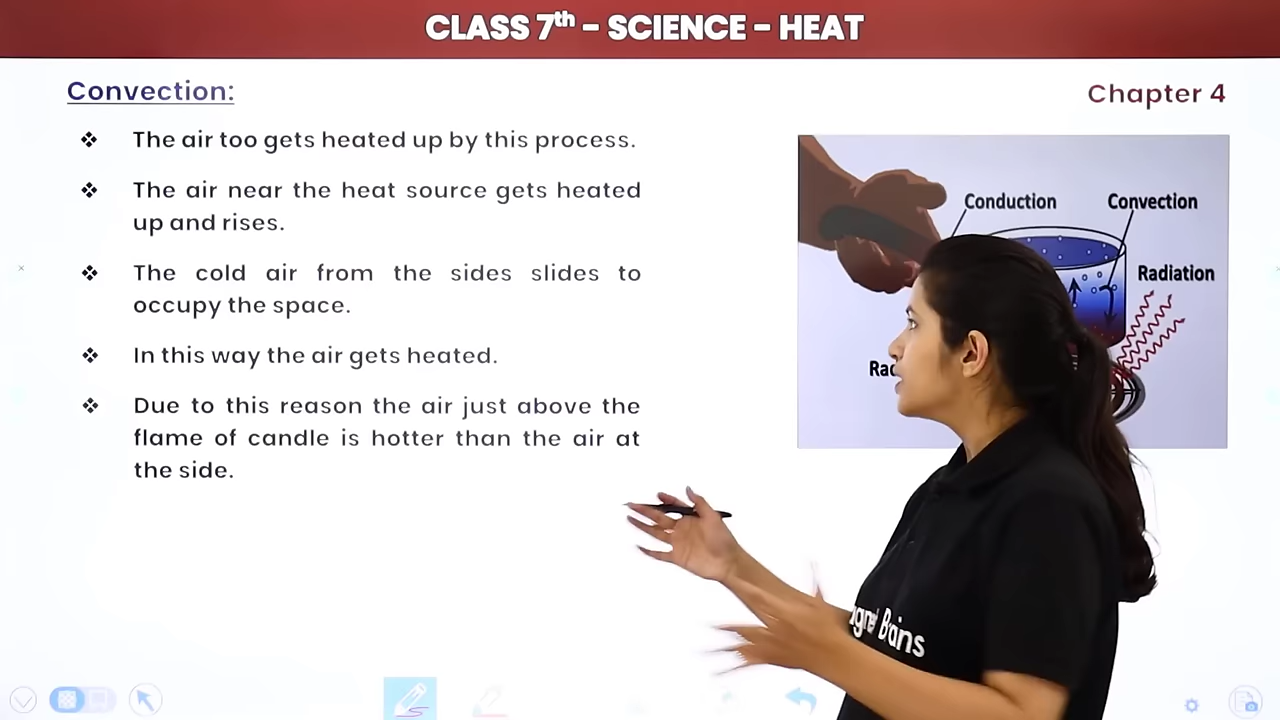 CLASS 7th - SCIENCE - HEAT
Convection:
Chapter 4
❖ The air too gets heated up by this process.
❖ The air near the heat source gets heated
up and rises.
❖ The cold air from the sides slides to
occupy the space.
❖ In this way the air gets heated.
❖ Due to this reason the air just above the
flame of candle is hotter than the air at
the side.
Conduction
Convection
Radiation